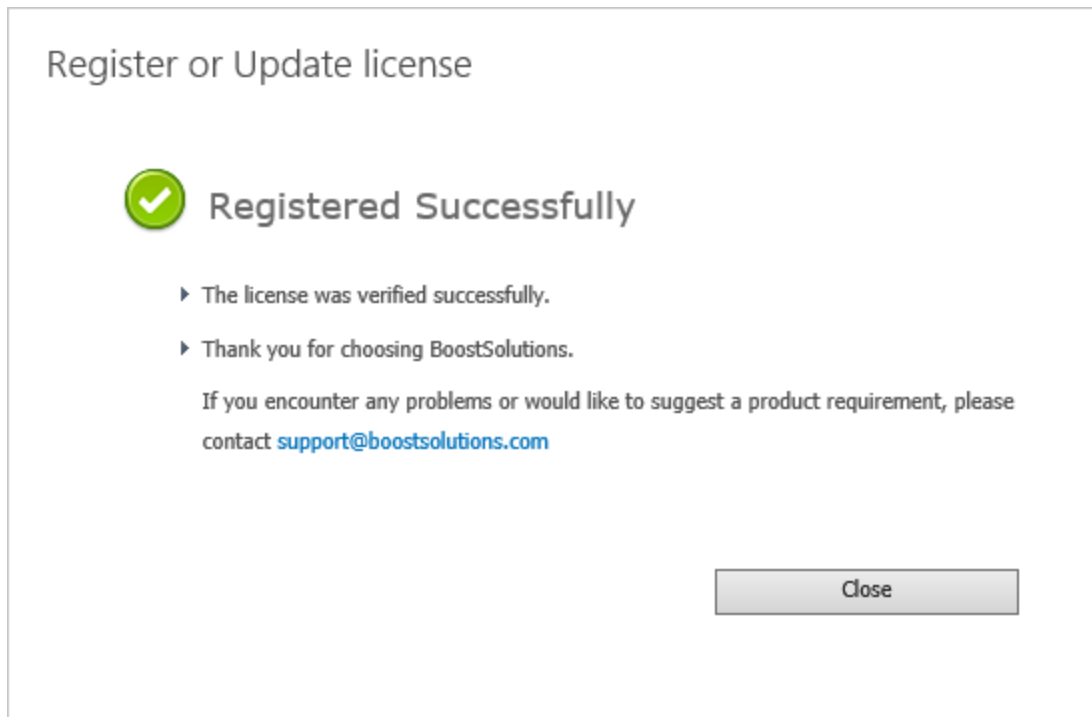 Register or Update license
Registered Successfully
The license was verified successfully.
Thank you for choosing BoostSolutions.
If you encounter any problems or would like to suggest a product requirement, please
contact support@boostsolutions.com
Close